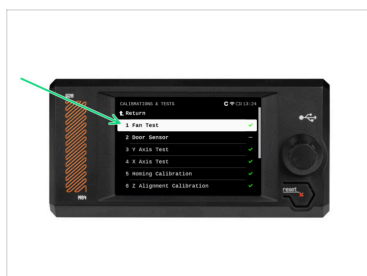 CALIBRATIONS & TESTS 13:24
Return
1 Fan Test
2 Door Sensor
3 Y Axis Test
4 X Axis Test
5 Homing Calibration
6 Z Alignment Calibration
reset